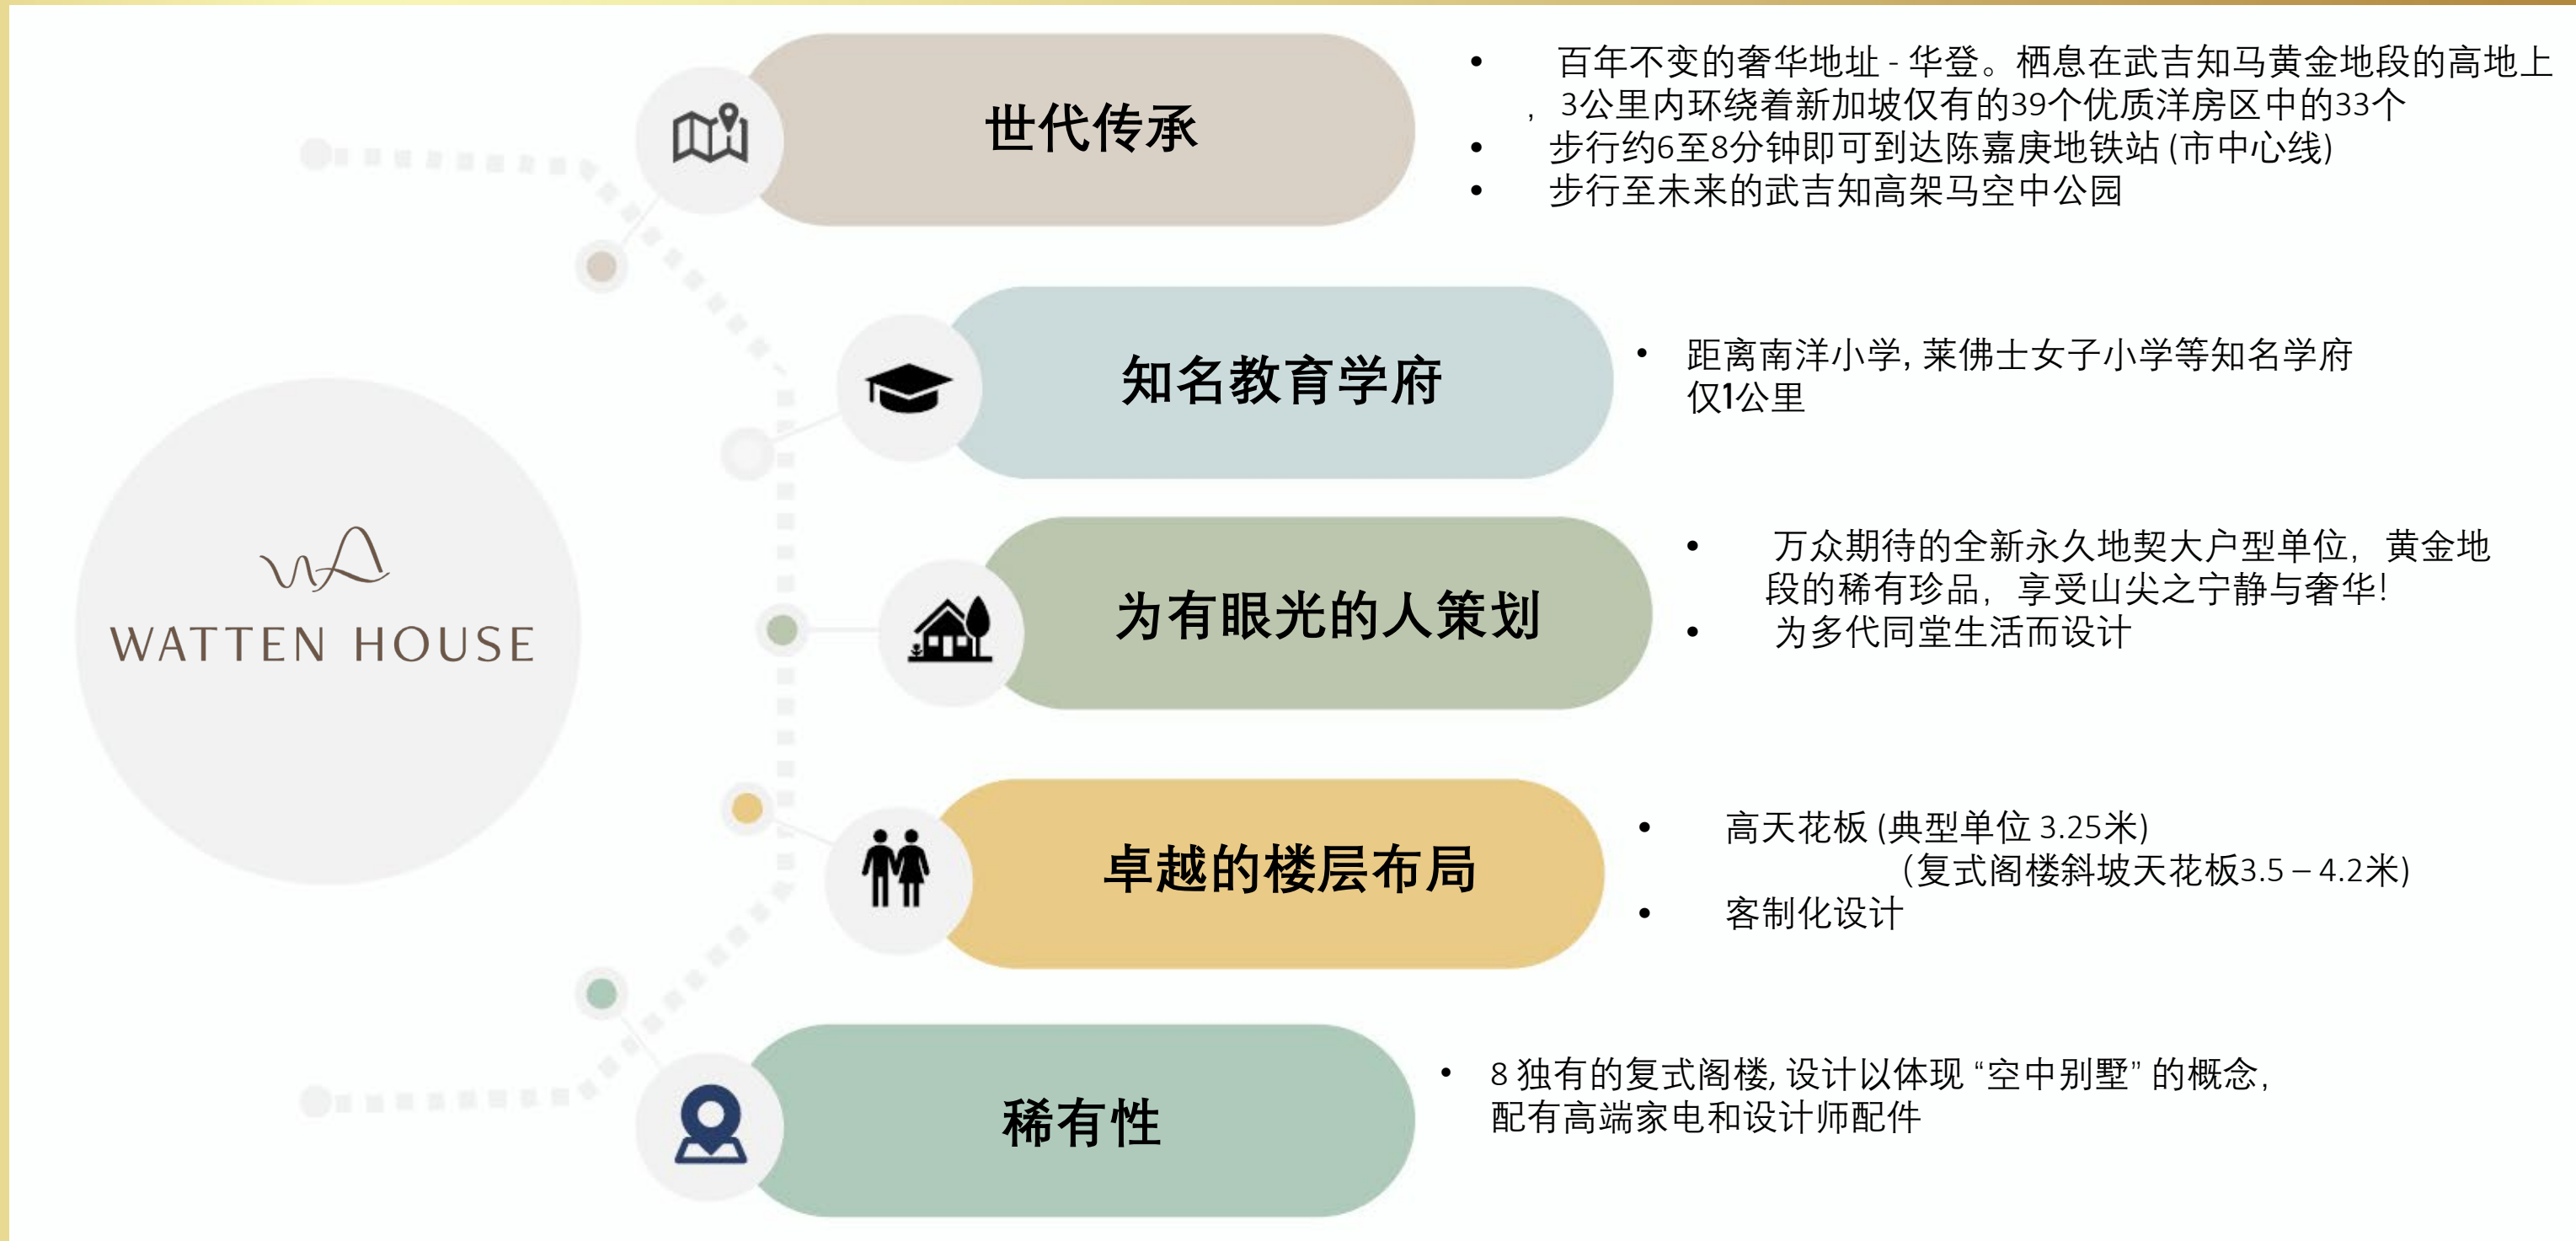 世代传承
• 百年不变的奢华地址 - 华登。栖息在武吉知马黄金地段的高地上
，3公里内环绕着新加坡仅有的39个优质洋房区中的33个
• 步行约6至8分钟即可到达陈嘉庚地铁站 (市中心线)
• 步行至未来的武吉知高架马空中公园
知名教育学府
• 距离南洋小学, 莱佛士女子小学等知名学府
仅1公里
WATTEN HOUSE
为有眼光的人策划
• 万众期待的全新永久地契大户型单位，黄金地
段的稀有珍品，享受山尖之宁静与奢华！
• 为多代同堂生活而设计
卓越的楼层布局
• 高天花板 (典型单位 3.25米)
（复式阁楼斜坡天花板3.5 – 4.2米)
• 客制化设计
稀有性
• 8 独有的复式阁楼, 设计以体现 “空中别墅” 的概念，
配有高端家电和设计师配件